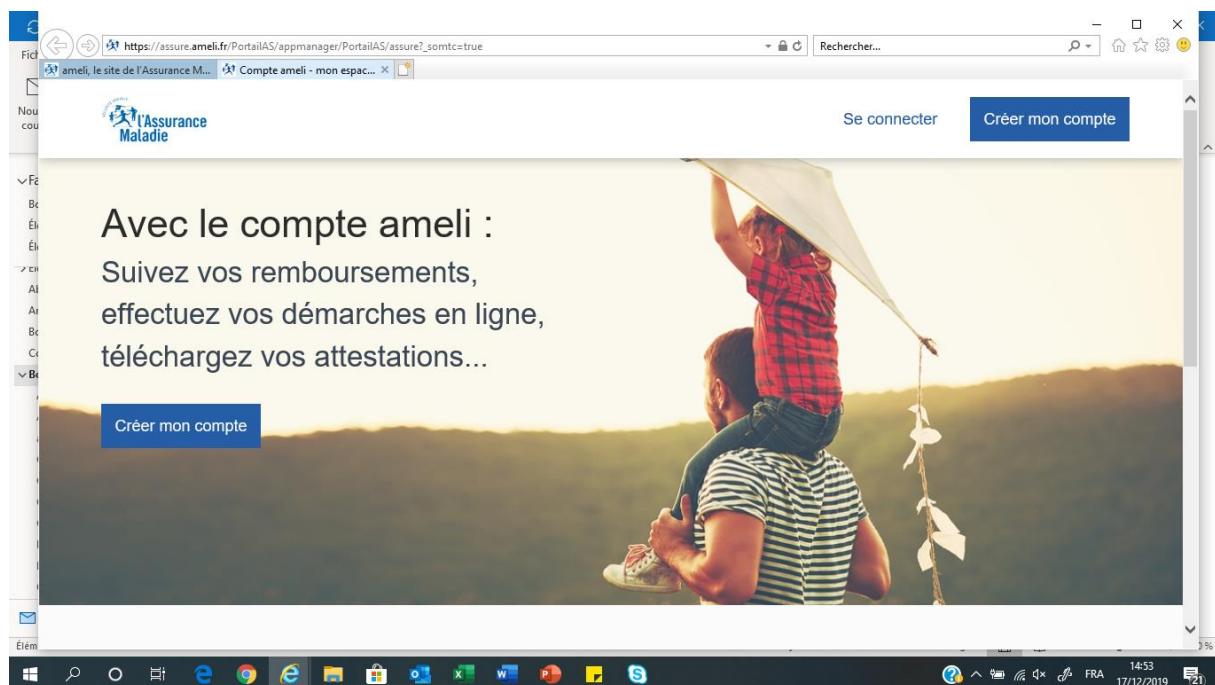 https://assure.ameli.fr/PortailAS/appmanager/PortailAS/assure?_somtc=true
Rechercher...
ameli, le site de l'Assurance M...
Compte ameli - mon espac...
l'Assurance
Maladie
Se connecter
Créer mon compte
Avec le compte ameli :
Suivez vos remboursements,
effectuez vos démarches en ligne,
téléchargez vos attestations...
Créer mon compte
FRA
14:53
17/12/2019
21